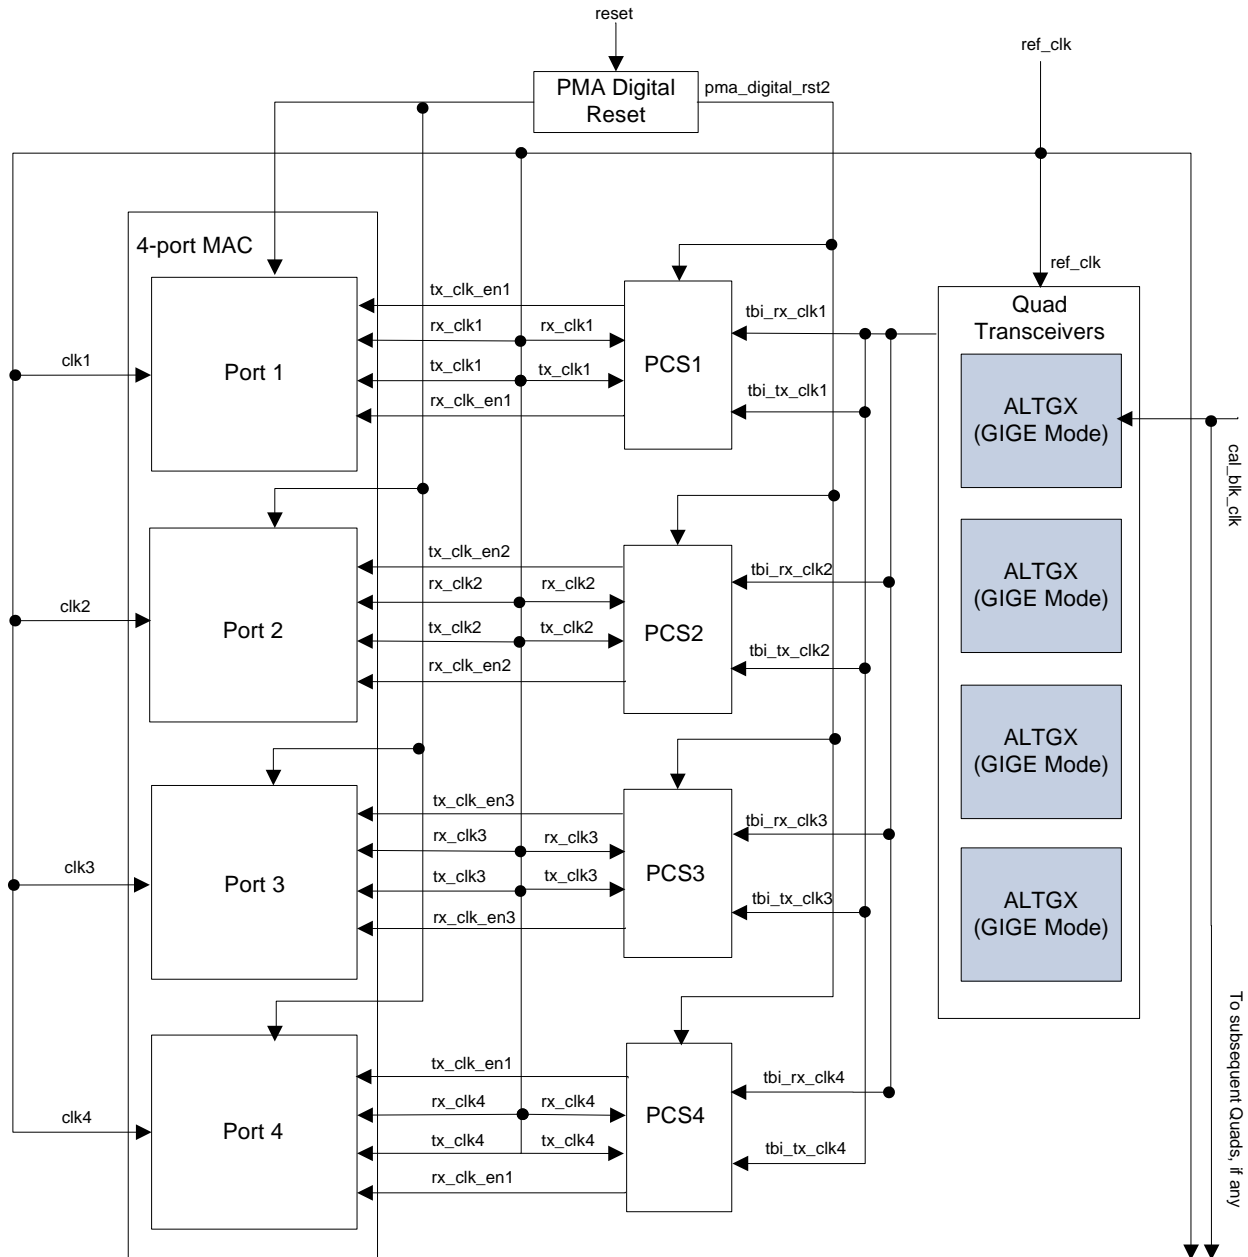 reset
ref_clk
PMA Digital
Reset
pma_digital_rst2
4-port MAC
ref_clk
Quad
Transceivers
tx_clk_en1
rx_clk1
rx_clk1
tbi_rx_clk1
clk1
Port 1
tx_clk1
tx_clk1
PCS1
rx_clk_en1
tbi_tx_clk1
ALTGX
(GIGE Mode)
cal_blk_clk
tx_clk_en2
rx_clk2
rx_clk2
tbi_rx_clk2
clk2
Port 2
tx_clk2
tx_clk2
PCS2
rx_clk_en2
tbi_tx_clk2
ALTGX
(GIGE Mode)
tx_clk_en3
rx_clk3
rx_clk3
tbi_rx_clk3
clk3
Port 3
tx_clk3
tx_clk3
PCS3
rx_clk_en3
tbi_tx_clk3
ALTGX
(GIGE Mode)
ALTGX
(GIGE Mode)
tx_clk_en1
rx_clk4
rx_clk4
tbi_rx_clk4
clk4
Port 4
tx_clk4
tx_clk4
PCS4
rx_clk_en1
tbi_tx_clk4
To subsequent Quads, if any